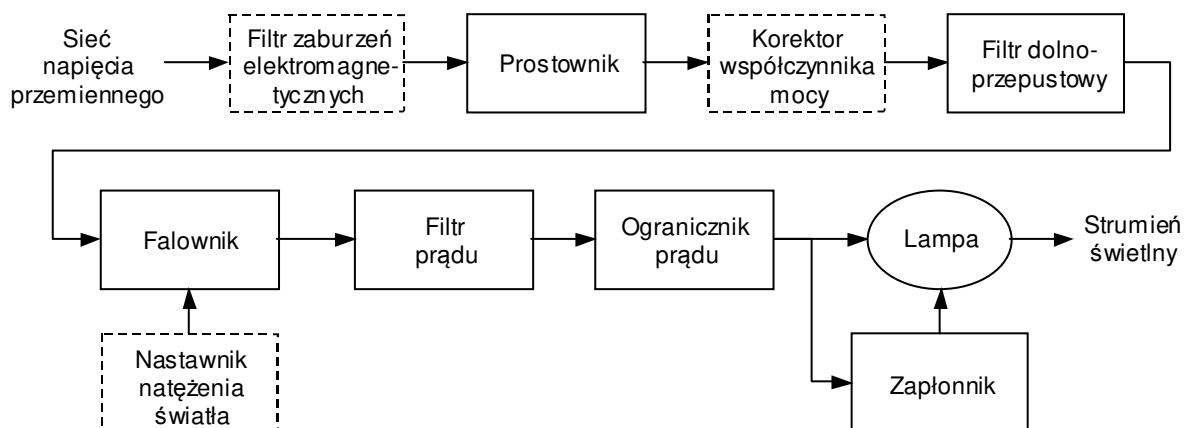 Sieć
napięcia
przemiennego
Filtr zaburzeń
elektromagne-
tycznych
Prostownik
Korektor
współczynnika
mocy
Filtr dolno-
przepustowy
Falownik
Filtr
prądu
Ogranicznik
prądu
Lampa
Strumień
świetlny
Nastawnik
natężenia
światła
Zapłonnik